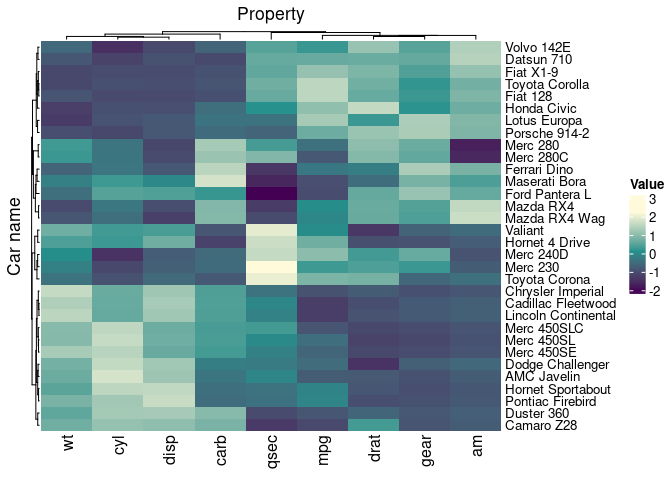 Property
Car name
Volvo 142E
Datsun 710
Fiat X1-9
Toyota Corolla
Fiat 128
Honda Civic
Lotus Europa
Porsche 914-2
Merc 280
Merc 280C
Ferrari Dino
Maserati Bora
Ford Pantera L
Mazda RX4
Mazda RX4 Wag
Valiant
Hornet 4 Drive
Merc 240D
Merc 230
Toyota Corona
Chrysler Imperial
Cadillac Fleetwood
Lincoln Continental
Merc 450SLC
Merc 450SL
Merc 450SE
Dodge Challenger
AMC Javelin
Hornet Sportabout
Pontiac Firebird
Duster 360
Camaro Z28
wt cyl disp carb qsec mpg drat gear am
Value
3
2
1
0
-1
-2